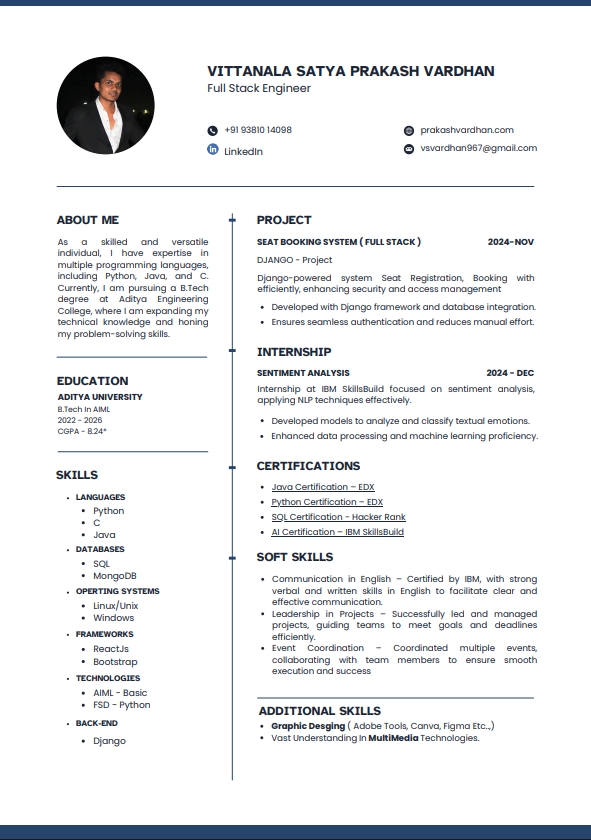 VITTANALA SATYA PRAKASH VARDHAN
Full Stack Engineer
+91 93810 14098
prakashvardhan.com
LinkedIn
vsvardhan967@gmail.com
ABOUT ME
As a skilled and versatile
individual, I have expertise in
multiple programming languages,
including Python, Java, and C.
Currently, I am pursuing a B.Tech
degree at Aditya Engineering
College, where I am expanding my
technical knowledge and honing
my problem-solving skills.
EDUCATION
ADITYA UNIVERSITY
B.Tech In AIML
2022 - 2026
CGPA - 8.24*
SKILLS
• LANGUAGES
• Python
• C
• Java
• DATABASES
• SQL
• MongoDB
• OPERTING SYSTEMS
• Linux/Unix
• Windows
• FRAMEWORKS
• ReactJs
• Bootstrap
• TECHNOLOGIES
• AIML - Basic
• FSD - Python
• BACK-END
• Django
PROJECT
SEAT BOOKING SYSTEM ( FULL STACK ) 2024-NOV
DJANGO - Project
Django-powered system Seat Registration, Booking with
efficiently, enhancing security and access management
• Developed with Django framework and database integration.
• Ensures seamless authentication and reduces manual effort.
INTERNSHIP
SENTIMENT ANALYSIS 2024 - DEC
Internship at IBM SkillsBuild focused on sentiment analysis,
applying NLP techniques effectively.
• Developed models to analyze and classify textual emotions.
• Enhanced data processing and machine learning proficiency.
CERTIFICATIONS
• Java Certification – EDX
• Python Certification – EDX
• SQL Certification - Hacker Rank
• AI Certification – IBM SkillsBuild
SOFT SKILLS
• Communication in English – Certified by IBM, with strong
verbal and written skills in English to facilitate clear and
effective communication.
• Leadership in Projects – Successfully led and managed
projects, guiding teams to meet goals and deadlines
efficiently.
• Event Coordination – Coordinated multiple events,
collaborating with team members to ensure smooth
execution and success
ADDITIONAL SKILLS
• Graphic Desging ( Adobe Tools, Canva, Figma Etc..,)
• Vast Understanding In MultiMedia Technologies.